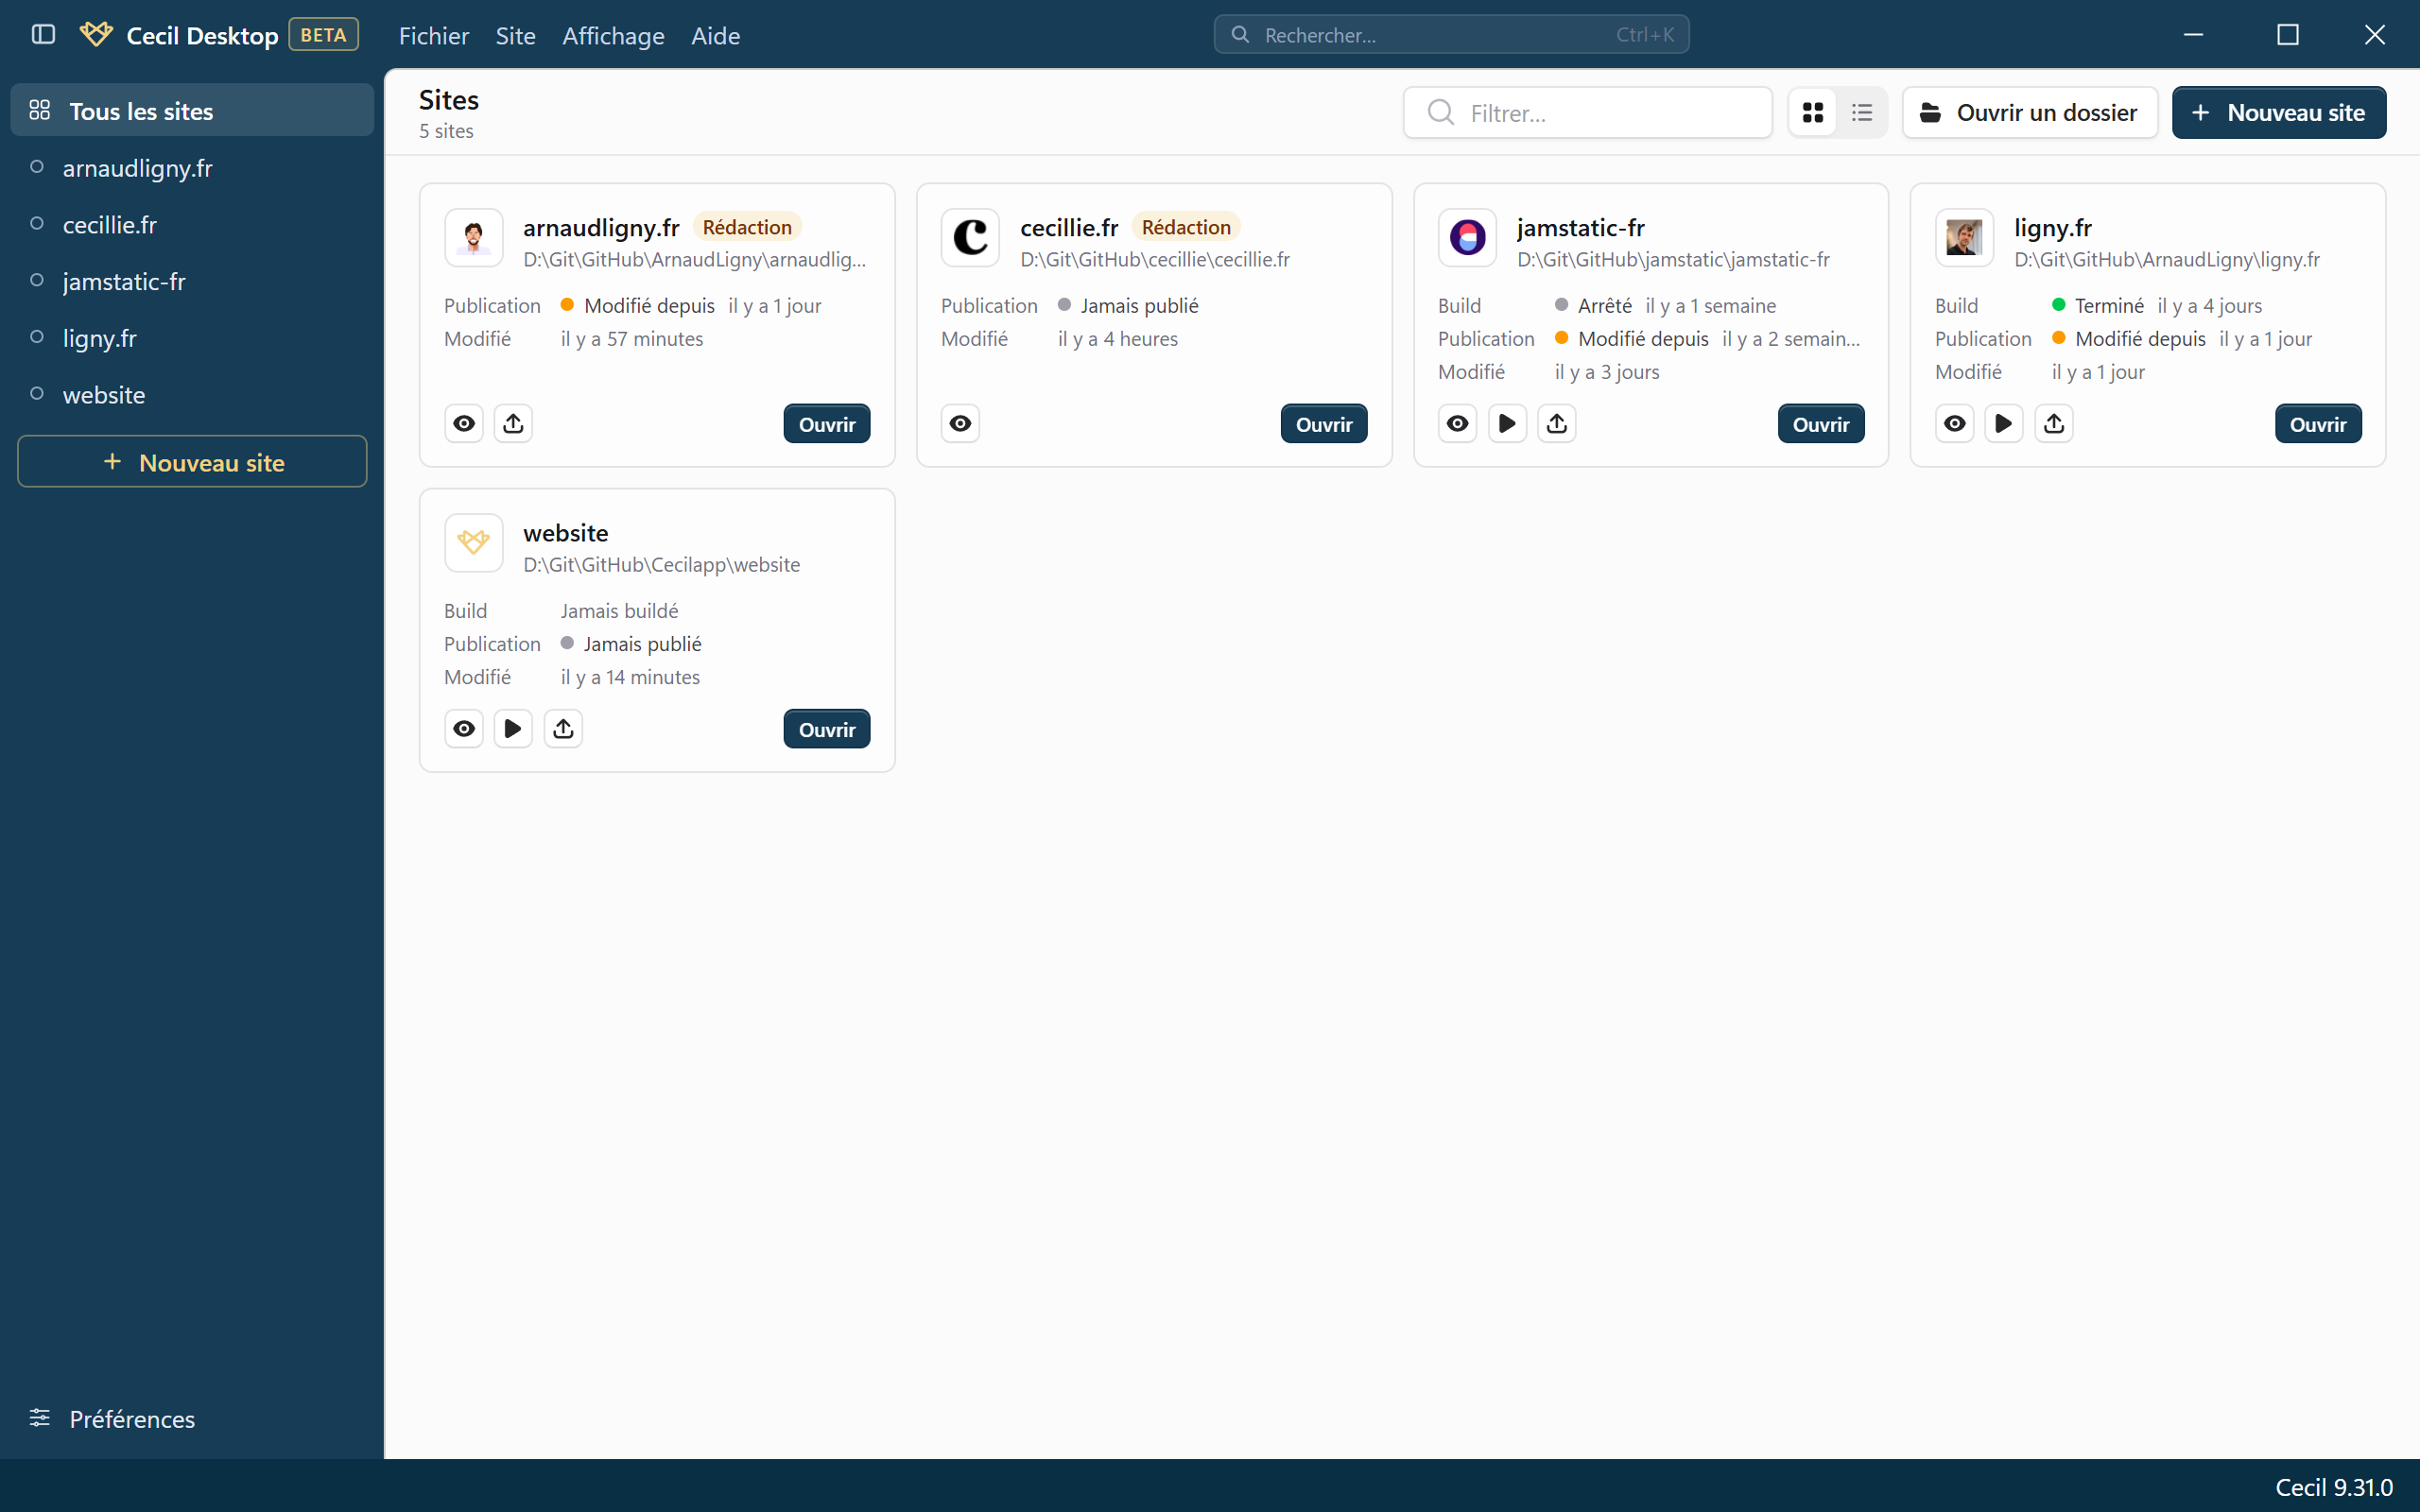 Cecil Desktop BETA Fichier Site Affichage Aide Rechercher... Ctrl+K
Tous les sites
arnaudligny.fr
cecillie.fr
jamstatic-fr
ligny.fr
website
+ Nouveau site
Préférences
Sites
5 sites
Filtrer...
Ouvrir un dossier
+ Nouveau site
arnaudligny.fr Rédaction
D:\Git\GitHub\ArnaudLigny\arnaudlig...
Publication Modifié depuis il y a 1 jour
Modifié il y a 57 minutes
Ouvrir
cecillie.fr Rédaction
D:\Git\GitHub\cecillie\cecillie.fr
Publication Jamais publié
Modifié il y a 4 heures
Ouvrir
jamstatic-fr
D:\Git\GitHub\jamstatic\jamstatic-fr
Build Arrêté il y a 1 semaine
Publication Modifié depuis il y a 2 semain...
Modifié il y a 3 jours
Ouvrir
ligny.fr
D:\Git\GitHub\ArnaudLigny\ligny.fr
Build Terminé il y a 4 jours
Publication Modifié depuis il y a 1 jour
Modifié il y a 1 jour
Ouvrir
website
D:\Git\GitHub\Cecilapp\website
Build Jamais buildé
Publication Jamais publié
Modifié il y a 14 minutes
Ouvrir
Cecil 9.31.0